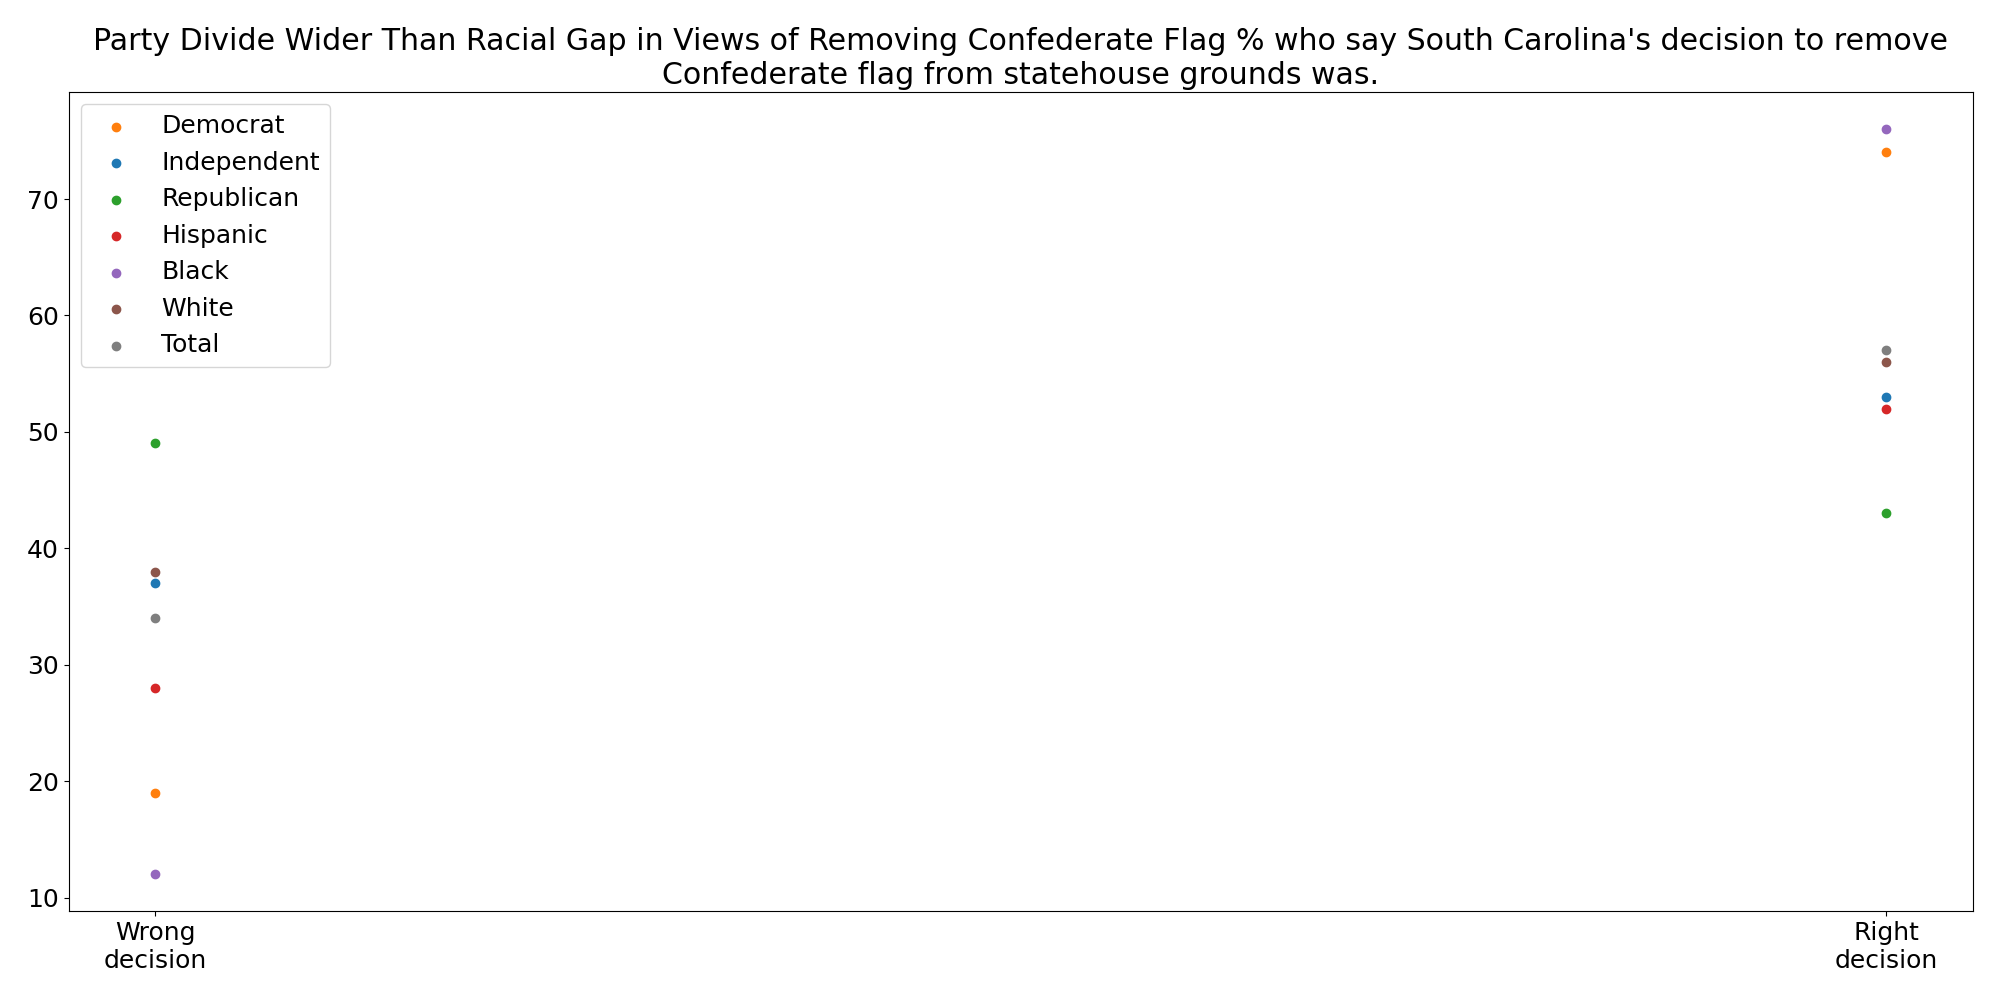 Party Divide Wider Than Racial Gap in Views of Removing Confederate Flag % who say South Carolina's decision to remove
Confederate flag from statehouse grounds was.
Democrat
Independent
Republican
Hispanic
Black
White
Total
70
60
50
40
30
20
10
Wrong
decision
Right
decision